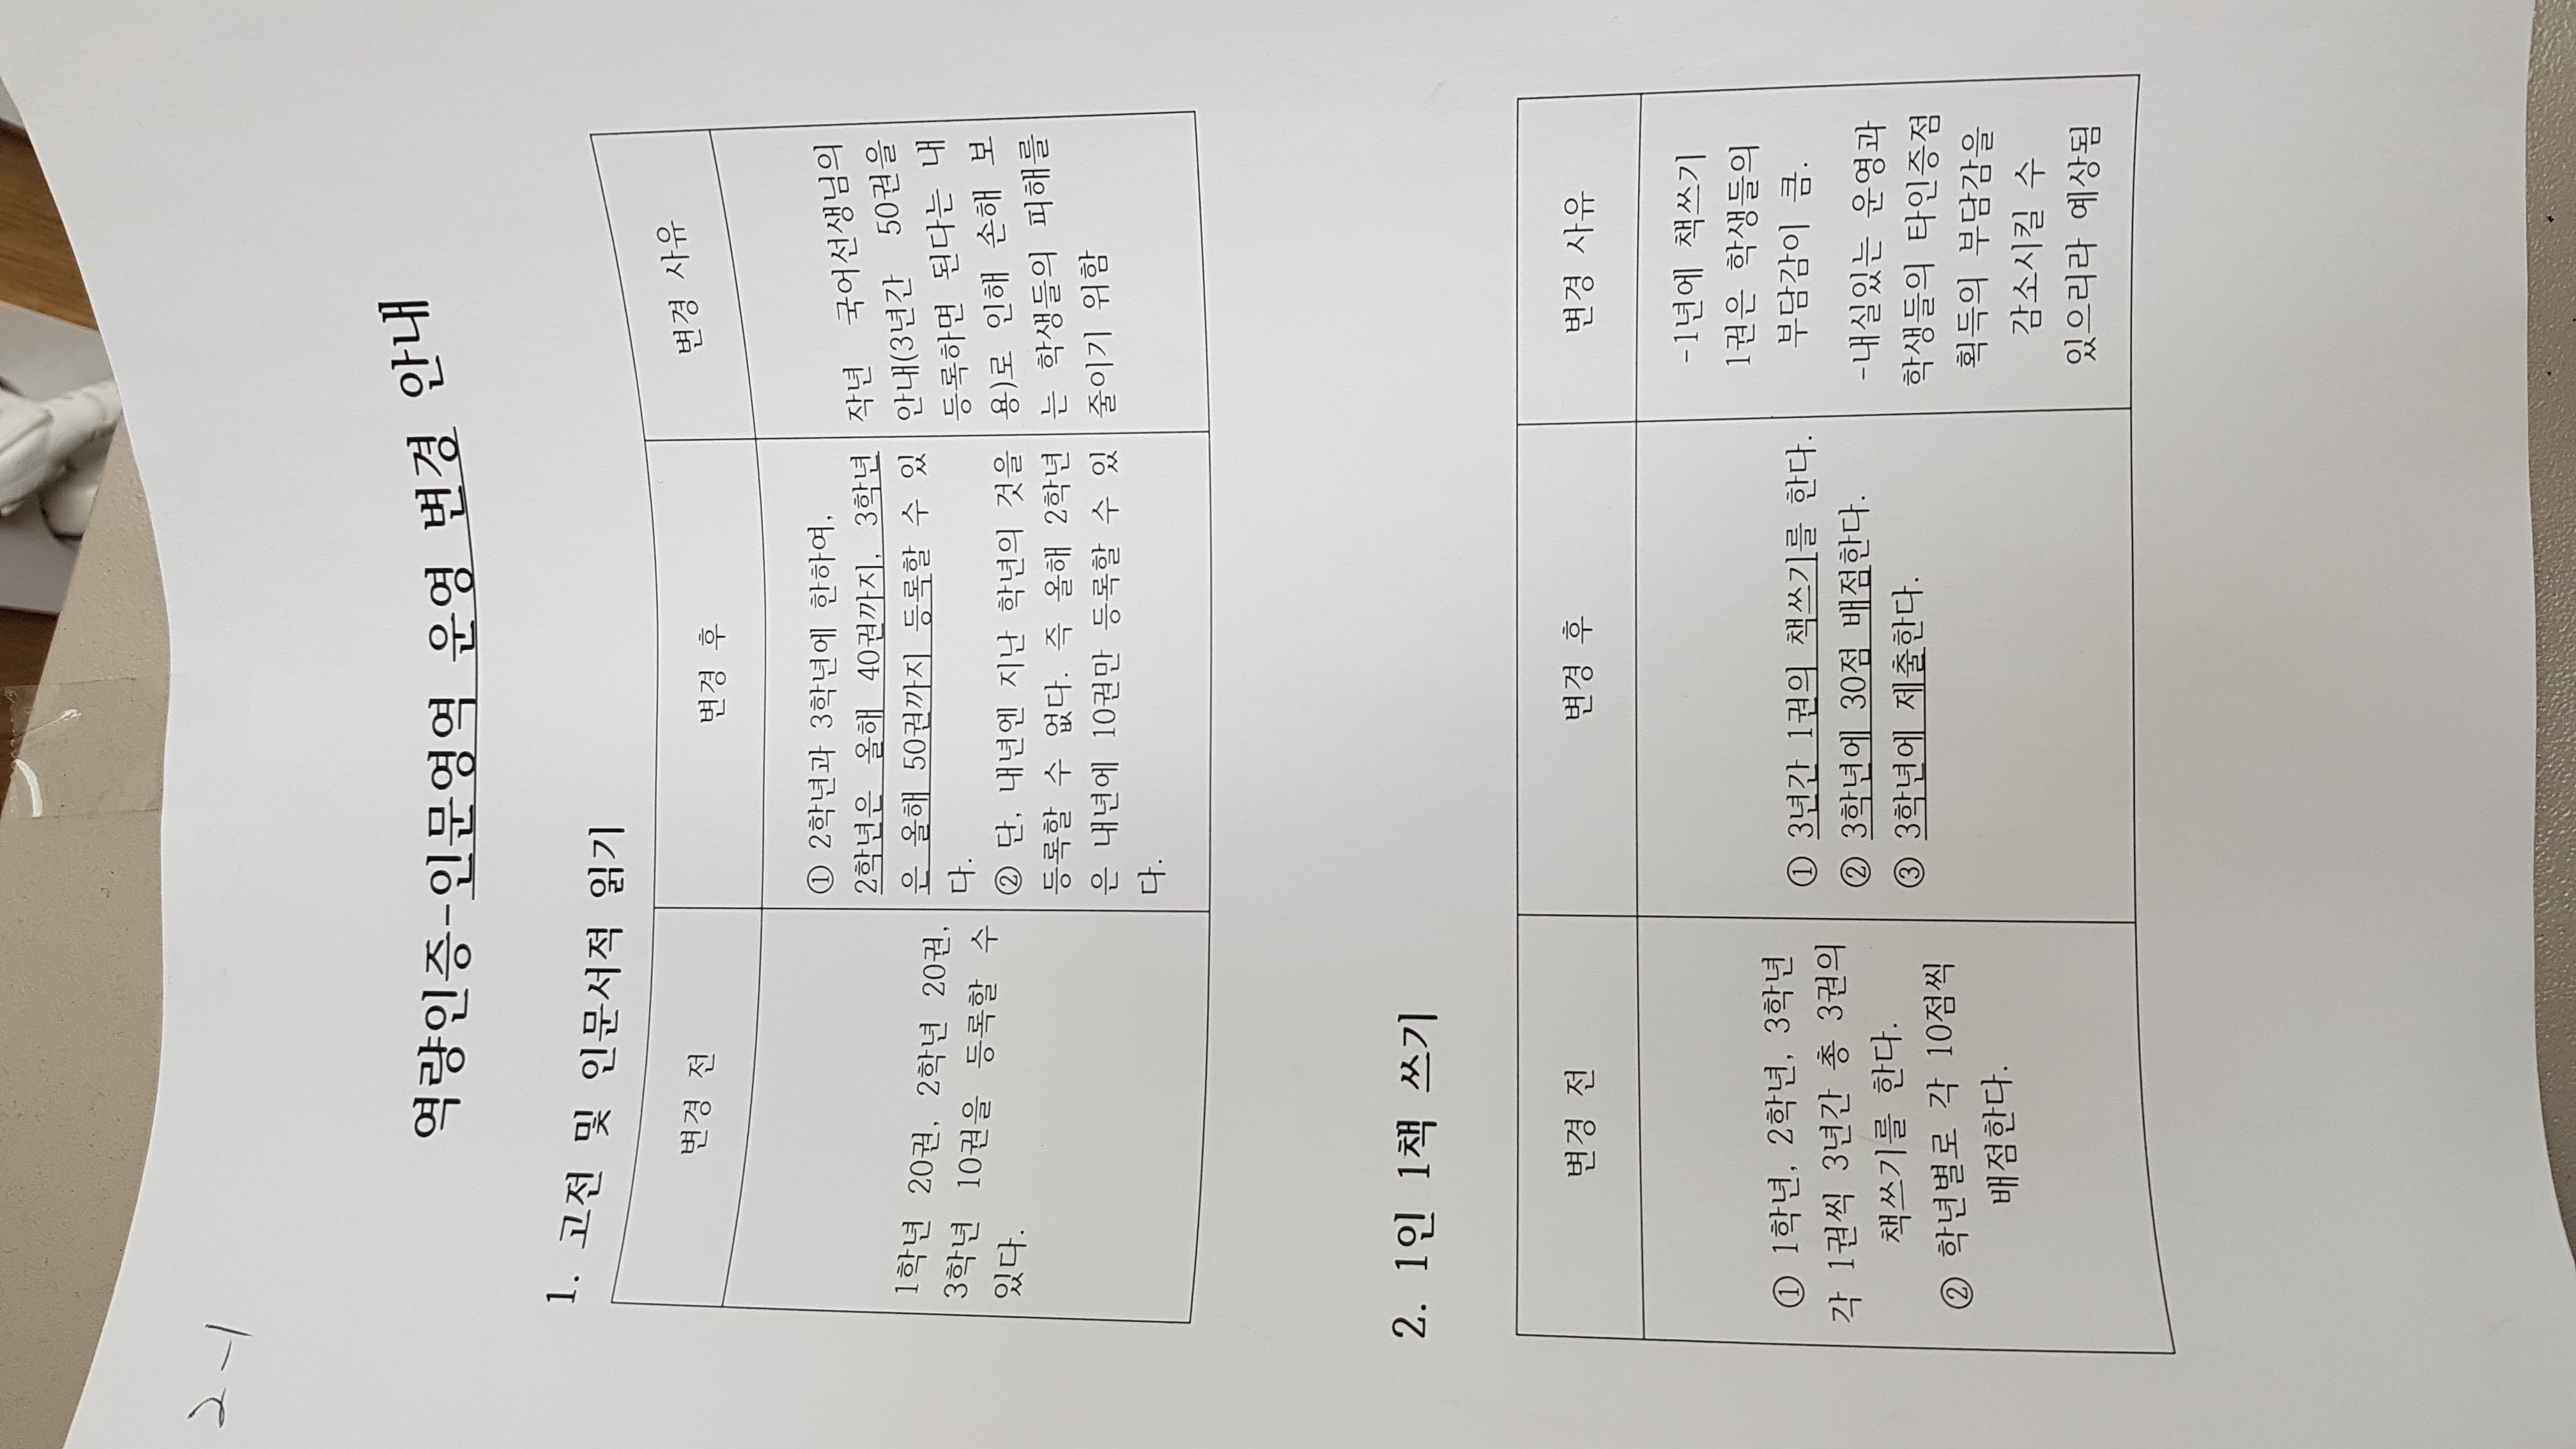 2-1
역량인증-인문영역 운영 변경 안내
1. 고전 및 인문서적 읽기
변경 전
변경 후
변경 사유
1학년 20권, 2학년 20권,
3학년 10권을 등록할 수
있다.
① 2학년과 3학년에 한하여,
2학년은 올해 40권까지, 3학년
은 올해 50권까지 등록할 수 있
다.
② 단, 내년엔 지난 학년의 것을
등록할 수 없다. 즉 올해 2학년
은 내년에 10권만 등록할 수 있
다.
작년 국어선생님의
안내(3년간 50권을
등록하면 된다는 내
용)로 인해 손해 보
는 학생들의 피해를
줄이기 위함
2. 1인 1책 쓰기
변경 전
변경 후
변경 사유
① 1학년, 2학년, 3학년
각 1권씩 3년간 총 3권의
책쓰기를 한다.
② 학년별로 각 10점씩
배점한다.
① 3년간 1권의 책쓰기를 한다.
② 3학년에 30점 배점한다.
③ 3학년에 제출한다.
-1년에 책쓰기
1권은 학생들의
부담감이 큼.
-내실있는 운영과
학생들의 타인증점
획득의 부담감을
감소시킬 수
있으리라 예상됨